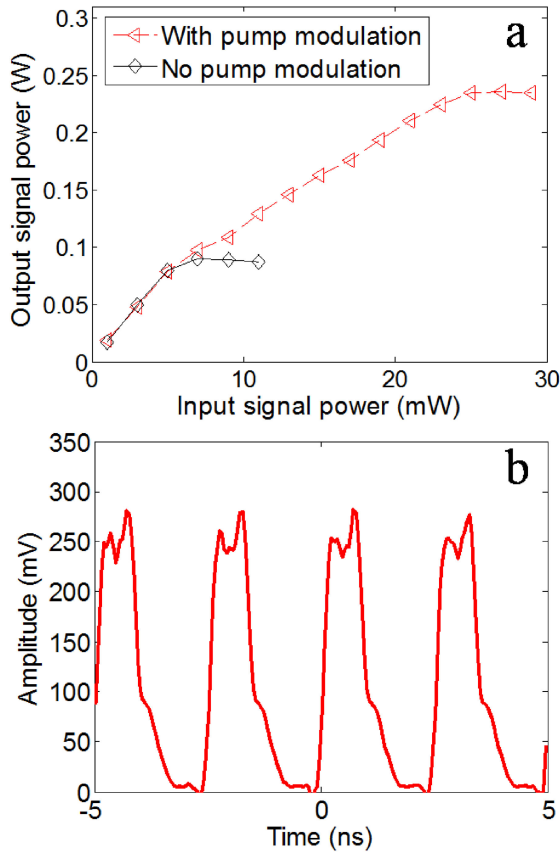 a
With pump modulation
No pump modulation
0.3
0.25
0.2
0.15
0.1
0.05
0
Output signal power (W)
0 10 20 30
Input signal power (mW)
b
350
300
250
200
150
100
50
0
Amplitude (mV)
-5 0 5
Time (ns)